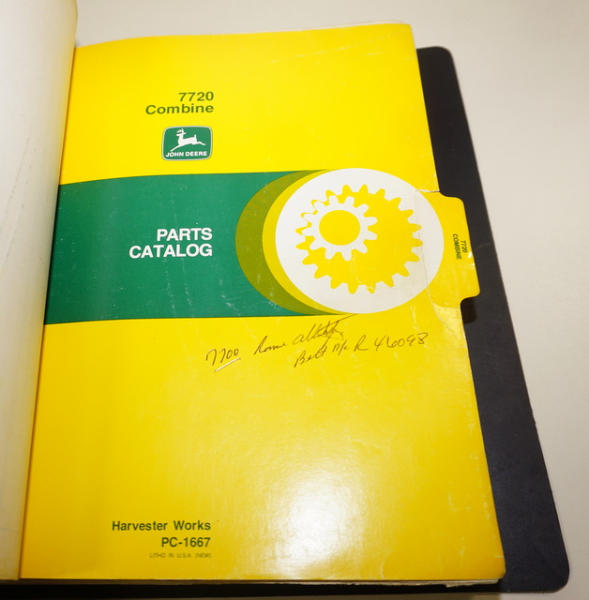 7720
Combine
JOHN DEERE
PARTS
CATALOG
7720
COMBINE
7700
Belt R 46098
Harvester Works
PC-1667
LITHO IN U.S.A. (NEW)